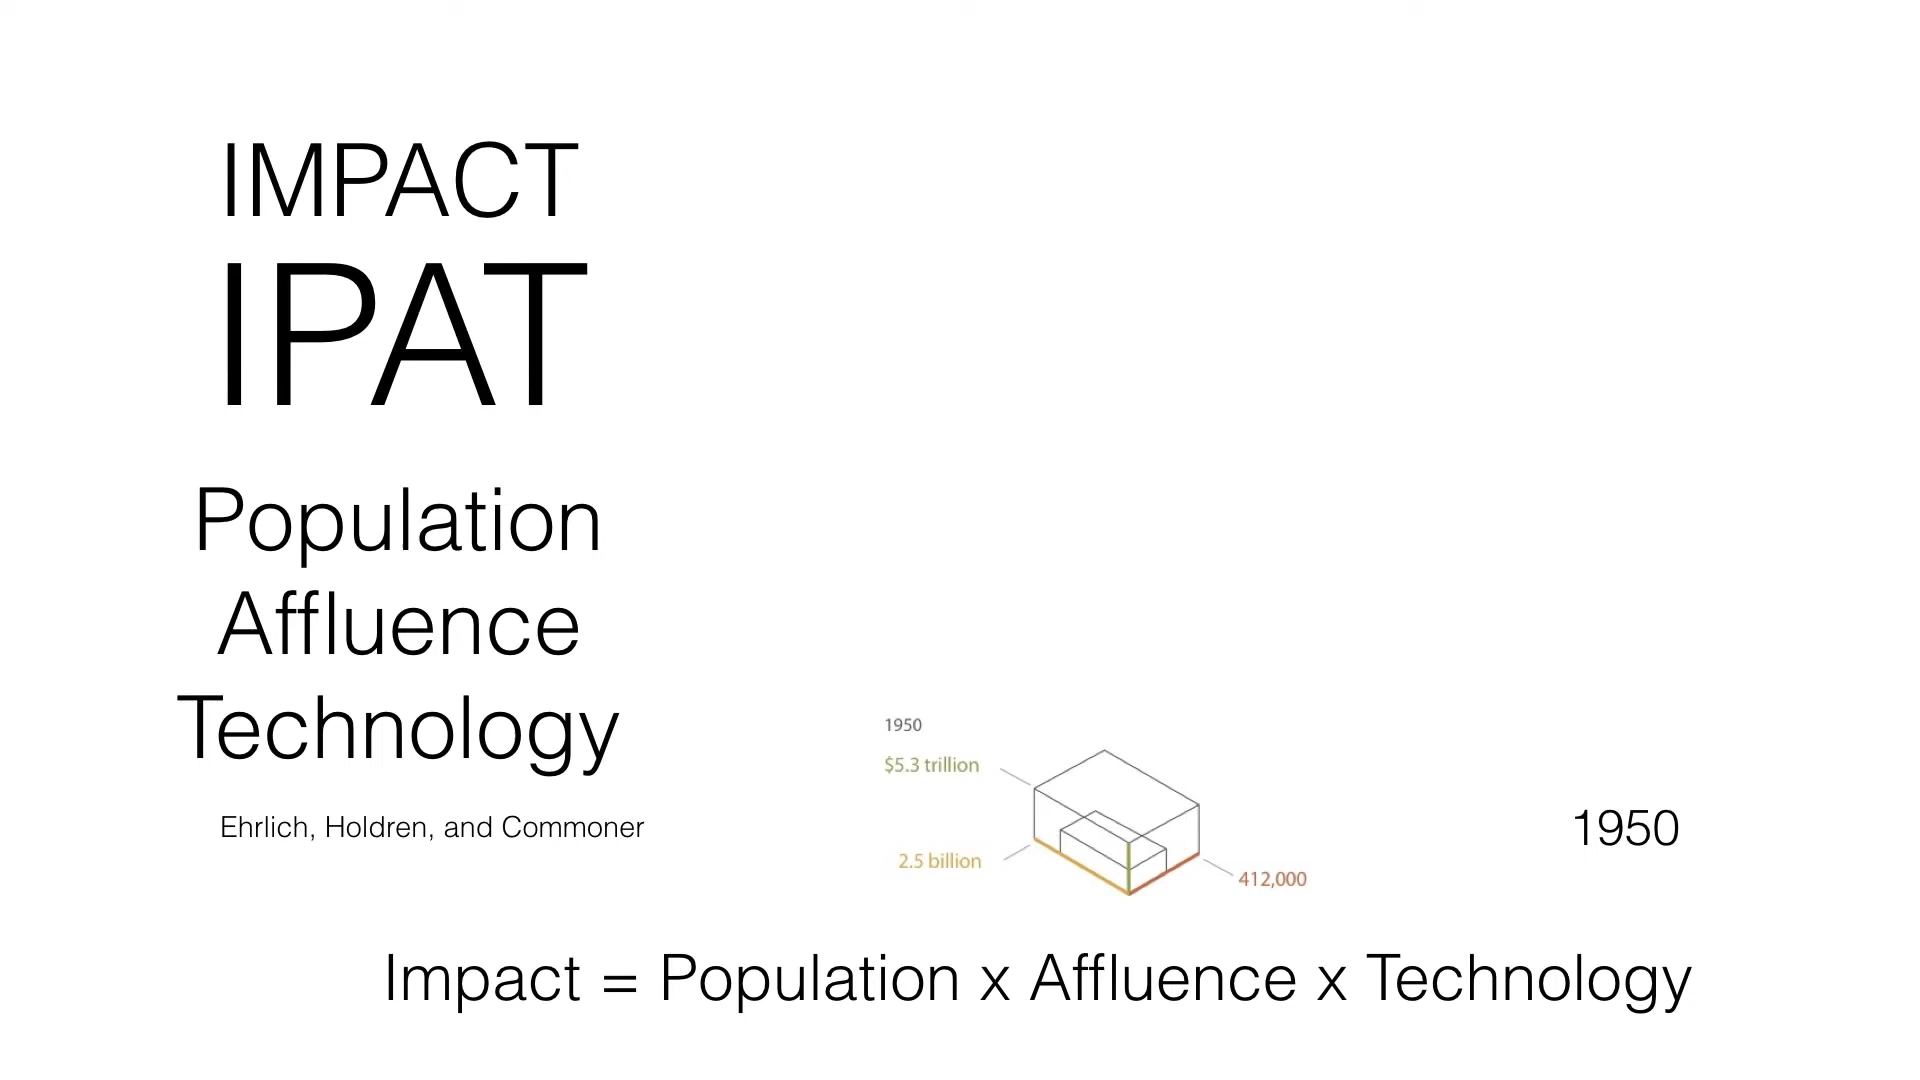 IMPACT
IPAT
Population
Affluence
Technology
Ehrlich, Holdren, and Commoner
1950
$5.3 trillion
2.5 billion
412,000
1950
Impact = Population x Affluence x Technology